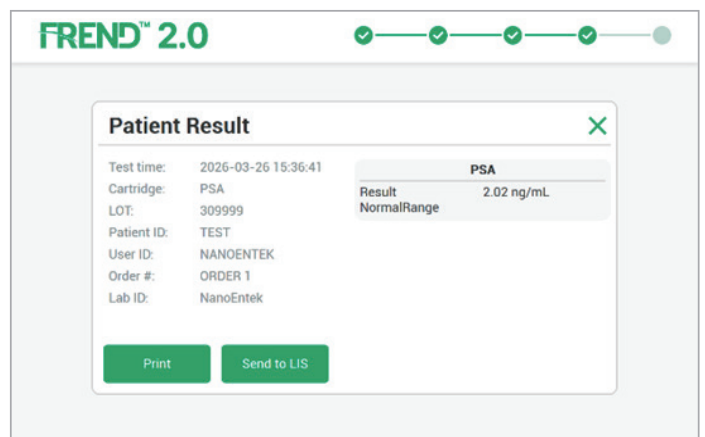 FREND™ 2.0
Patient Result
Test time: 2026-03-26 15:36:41
Cartridge: PSA
LOT: 309999
Patient ID: TEST
User ID: NANOENTEK
Order #: ORDER 1
Lab ID: NanoEntek
PSA
Result 2.02 ng/mL
NormalRange
Print
Send to LIS